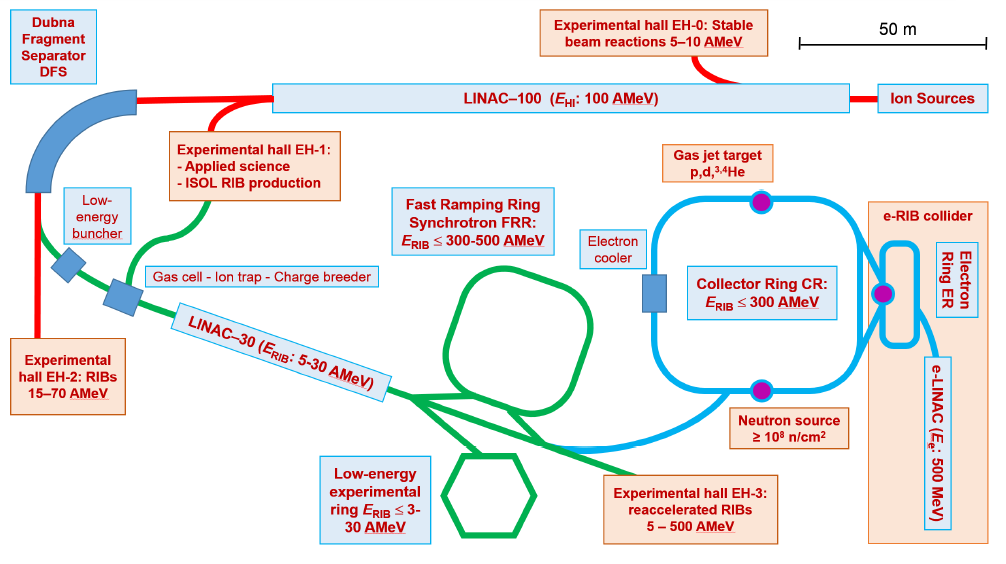 Dubna
Fragment
Separator
DFS
Experimental hall EH-0: Stable
beam reactions 5–10 AMeV
50 m
LINAC–100 (EHI: 100 AMeV)
Ion Sources
Experimental hall EH-1:
- Applied science
- ISOL RIB production
Gas jet target
p,d,3,4He
Low-
energy
buncher
Fast Ramping Ring
Synchrotron FRR:
ERIB ≤ 300-500 AMeV
e-RIB collider
Electron
cooler
Electron
Ring ER
Gas cell - Ion trap - Charge breeder
Collector Ring CR:
ERIB ≤ 300 AMeV
LINAC–30 (ERIB: 5-30 AMeV)
Experimental
hall EH-2: RIBs
15–70 AMeV
e-LINAC (Ee: 500 MeV)
Neutron source
≥ 108 n/cm2
Low-energy
experimental
ring ERIB ≤ 3-
30 AMeV
Experimental hall EH-3:
reaccelerated RIBs
5 – 500 AMeV